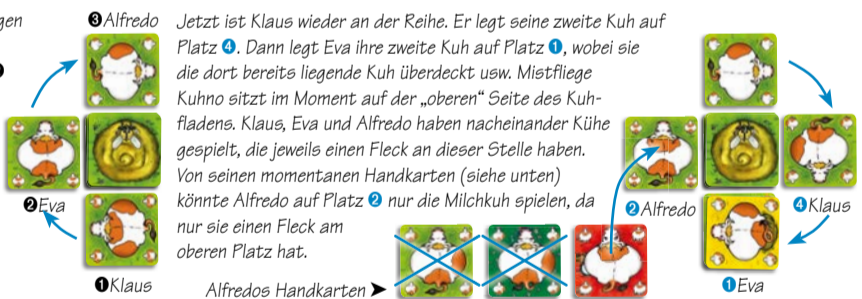 gen
❸Alfredo
❷Eva
❶Klaus
Jetzt ist Klaus wieder an der Reihe. Er legt seine zweite Kuh auf
Platz ❹. Dann legt Eva ihre zweite Kuh auf Platz ❶, wobei sie
die dort bereits liegende Kuh überdeckt usw. Mistfliege
Kuhno sitzt im Moment auf der „oberen" Seite des Kuh-
fladens. Klaus, Eva und Alfredo haben nacheinander Kühe
gespielt, die jeweils einen Fleck an dieser Stelle haben.
Von seinen momentanen Handkarten (siehe unten)
könnte Alfredo auf Platz ❷ nur die Milchkuh spielen, da
nur sie einen Fleck am
oberen Platz hat.
Alfredos Handkarten ➤
❷Alfredo
❹Klaus
❶Eva